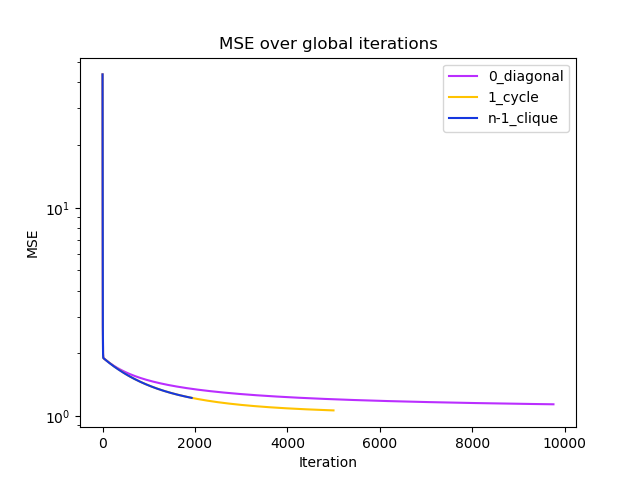 MSE over global iterations
0_diagonal
1_cycle
n-1_clique
10¹
10⁰
MSE
0
2000
4000
6000
8000
10000
Iteration